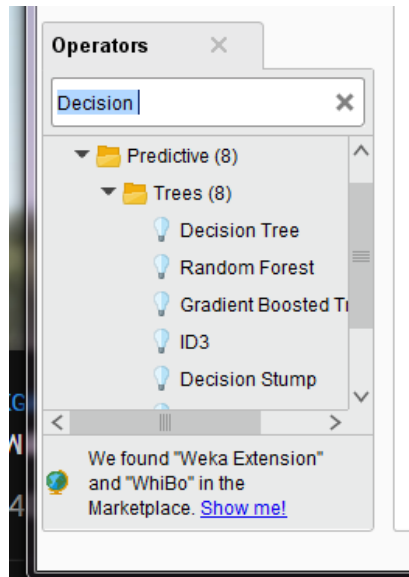 Operators
Decision
Predictive (8)
Trees (8)
Decision Tree
Random Forest
Gradient Boosted
ID3
Decision Stump
We found "Weka Extension"
and "WhiBo" in the
Marketplace. Show me!
4